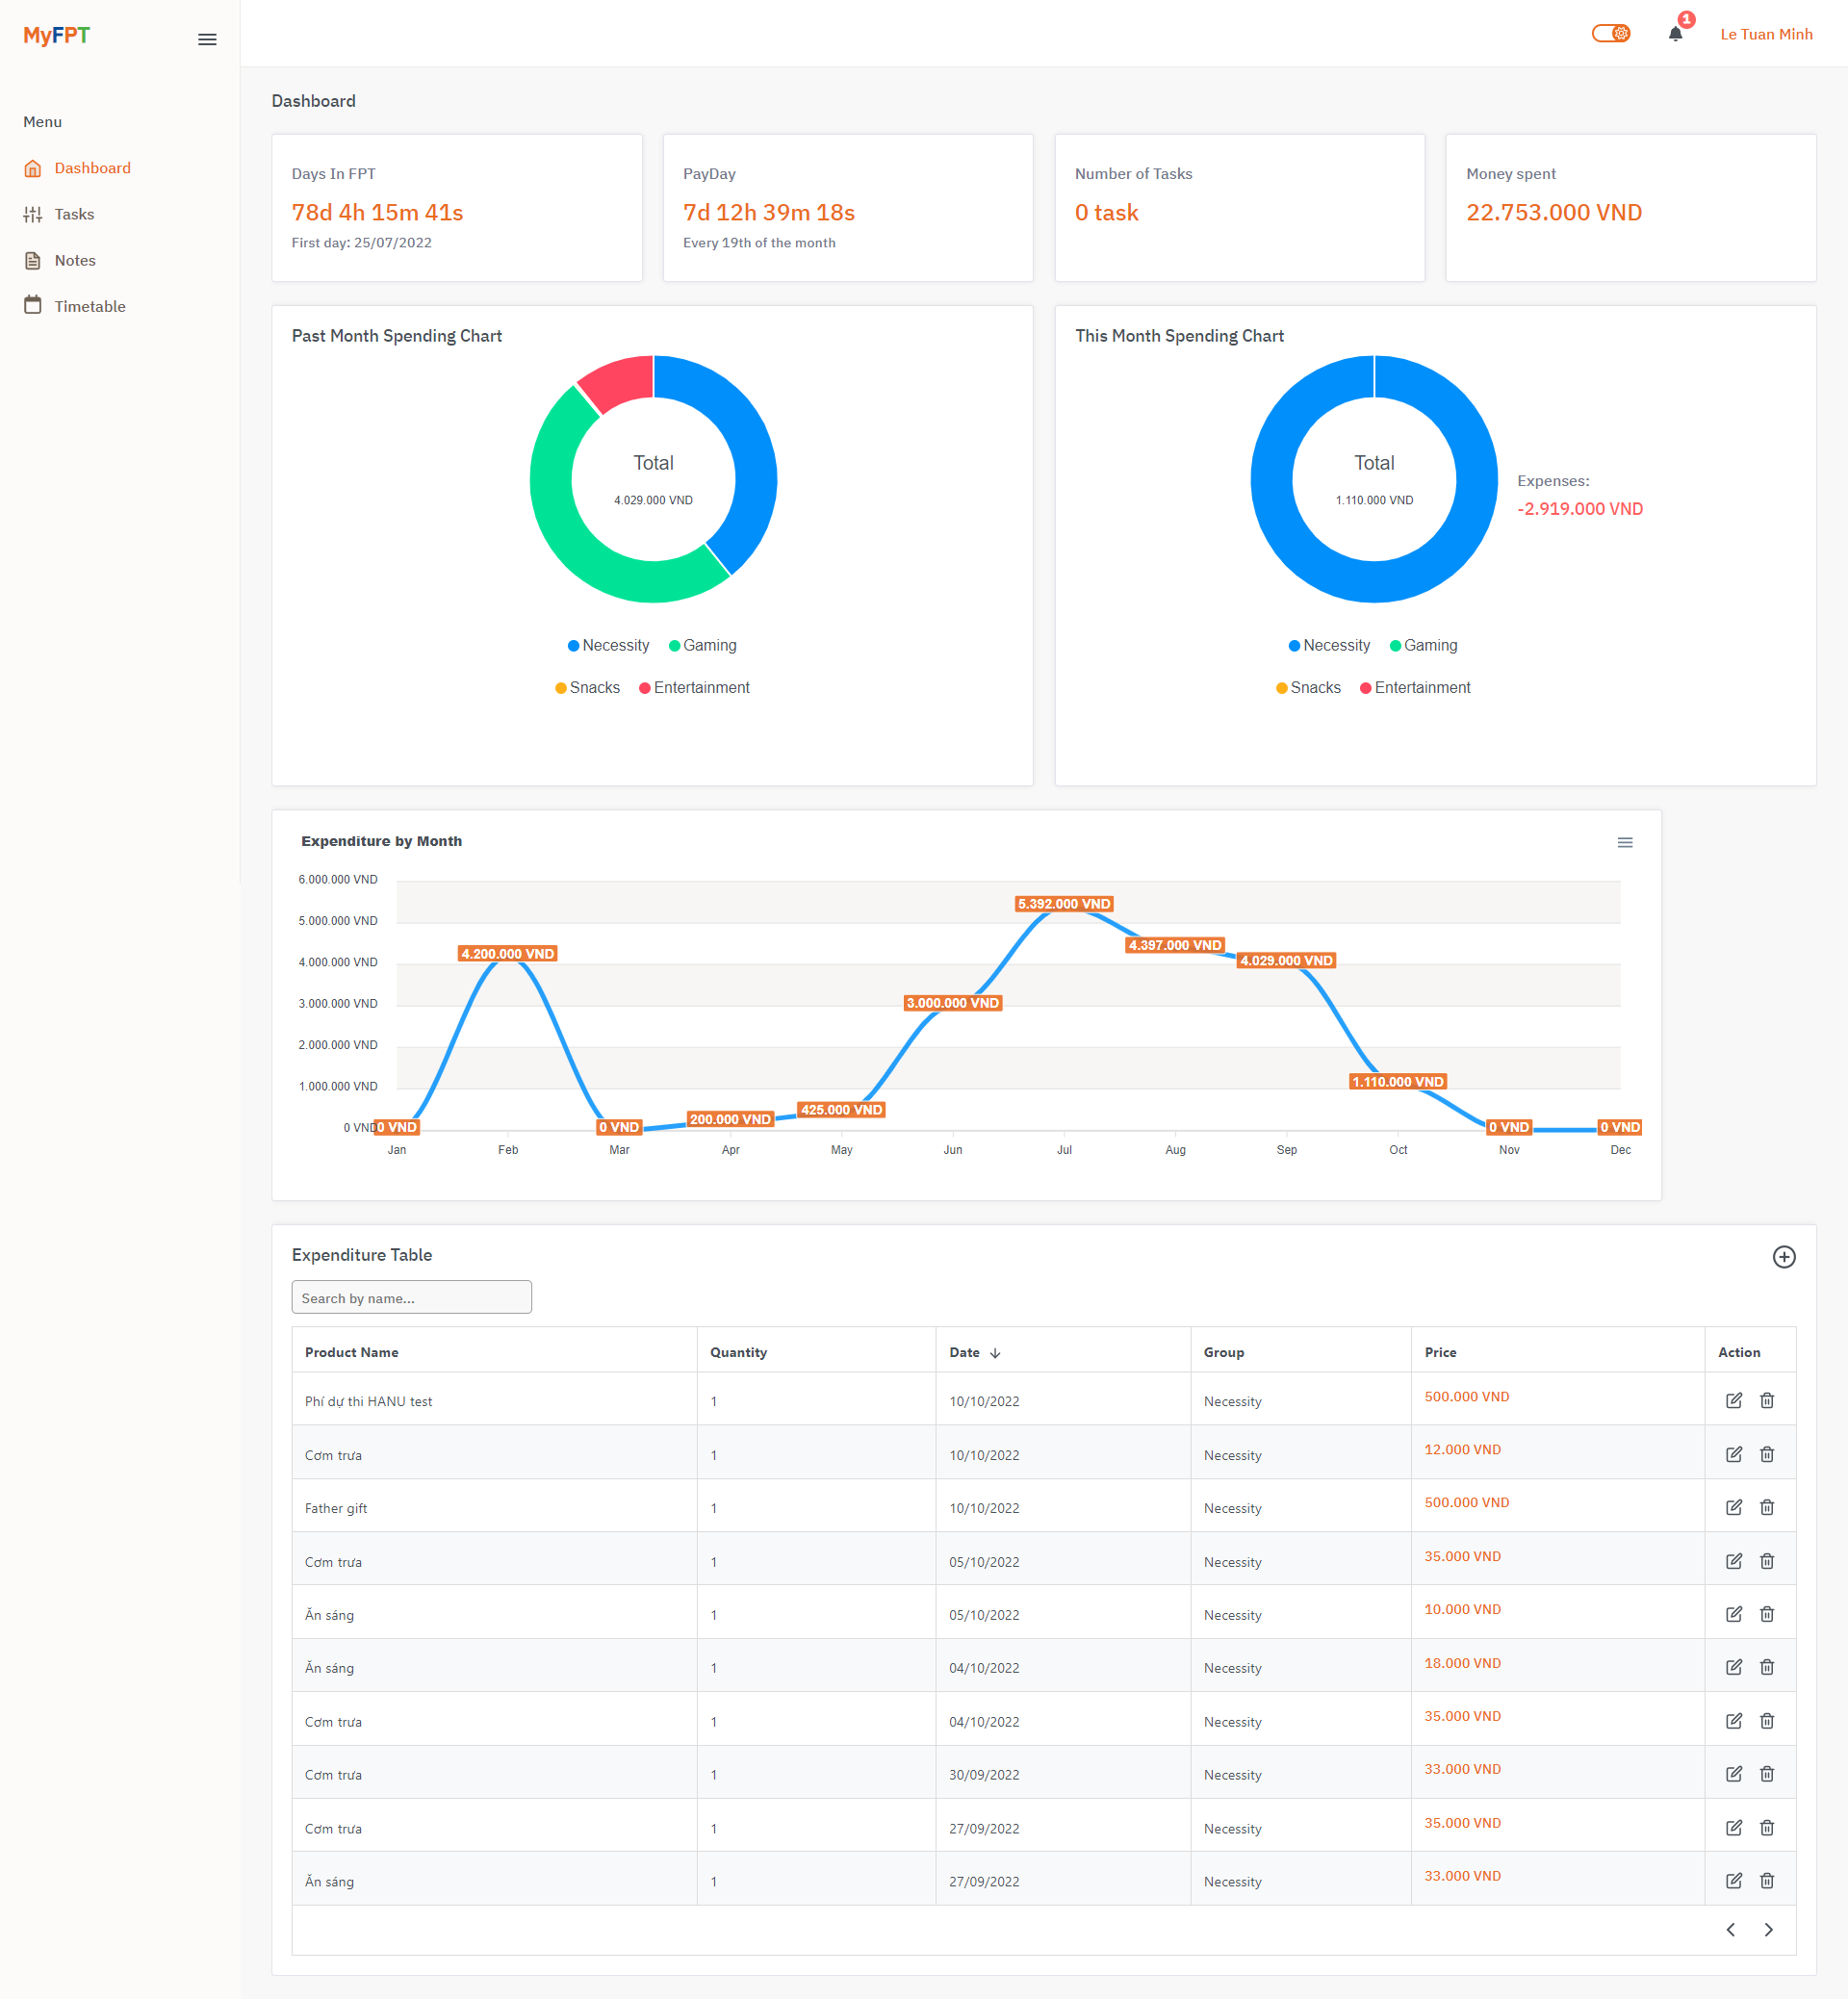 MyFPT
1
Le Tuan Minh
Menu
Dashboard
Tasks
Notes
Timetable
Dashboard
Days In FPT
78d 4h 15m 41s
First day: 25/07/2022
PayDay
7d 12h 39m 18s
Every 19th of the month
Number of Tasks
0 task
Money spent
22.753.000 VND
Past Month Spending Chart
Total
4.029.000 VND
Necessity Gaming
Snacks Entertainment
This Month Spending Chart
Total
1.110.000 VND
Expenses:
-2.919.000 VND
Necessity Gaming
Snacks Entertainment
Expenditure by Month
6.000.000 VND
5.000.000 VND
4.000.000 VND
3.000.000 VND
2.000.000 VND
1.000.000 VND
0 VND
0 VND
4.200.000 VND
0 VND
200.000 VND
425.000 VND
3.000.000 VND
5.392.000 VND
4.397.000 VND
4.029.000 VND
1.110.000 VND
0 VND
0 VND
Jan Feb Mar Apr May Jun Jul Aug Sep Oct Nov Dec
Expenditure Table
Search by name...
Product Name Quantity Date Group Price Action
Phí dự thi HANU test 1 10/10/2022 Necessity 500.000 VND
Cơm trưa 1 10/10/2022 Necessity 12.000 VND
Father gift 1 10/10/2022 Necessity 500.000 VND
Cơm trưa 1 05/10/2022 Necessity 35.000 VND
Ăn sáng 1 05/10/2022 Necessity 10.000 VND
Ăn sáng 1 04/10/2022 Necessity 18.000 VND
Cơm trưa 1 04/10/2022 Necessity 35.000 VND
Cơm trưa 1 30/09/2022 Necessity 33.000 VND
Cơm trưa 1 27/09/2022 Necessity 35.000 VND
Ăn sáng 1 27/09/2022 Necessity 33.000 VND